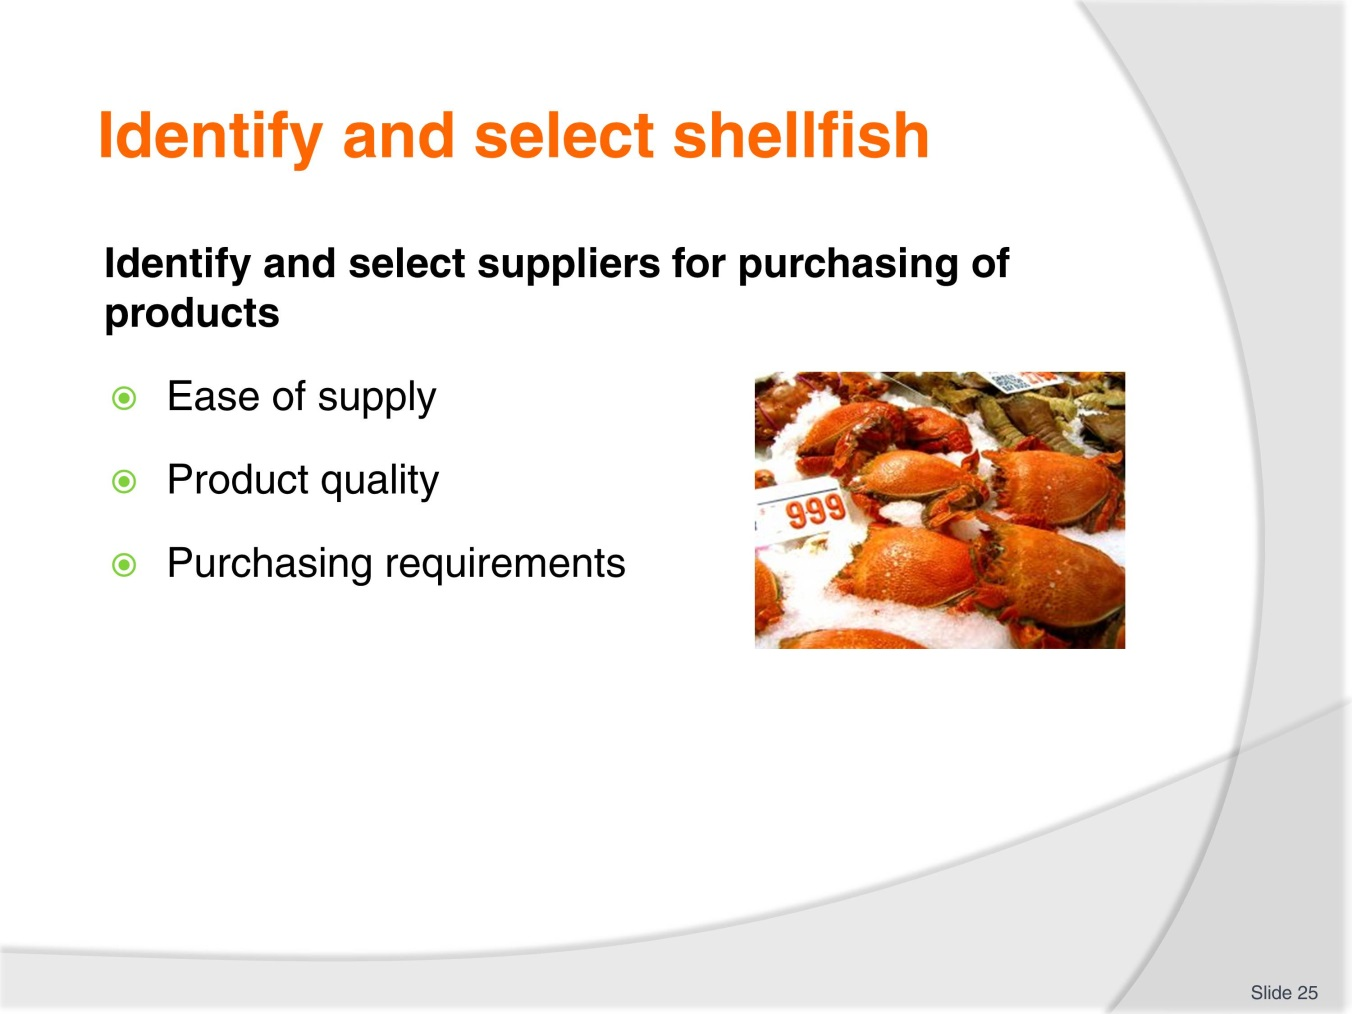 Identify and select shellfish
Identify and select suppliers for purchasing of
products
Ease of supply
Product quality
Purchasing requirements
999
Slide 25